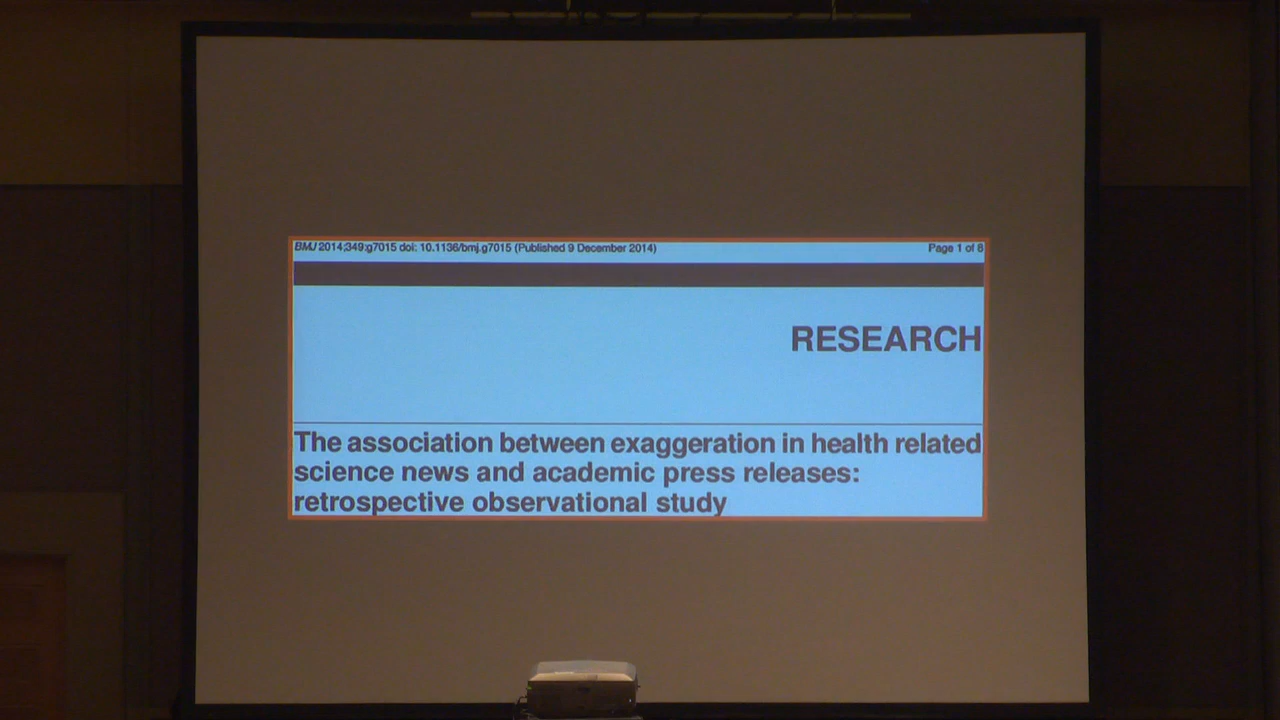 BMJ 2014;349:g7015 doi: 10.1136/bmj.g7015 (Published 9 December 2014)
Page 1 of 8
RESEARCH
The association between exaggeration in health related
science news and academic press releases:
retrospective observational study